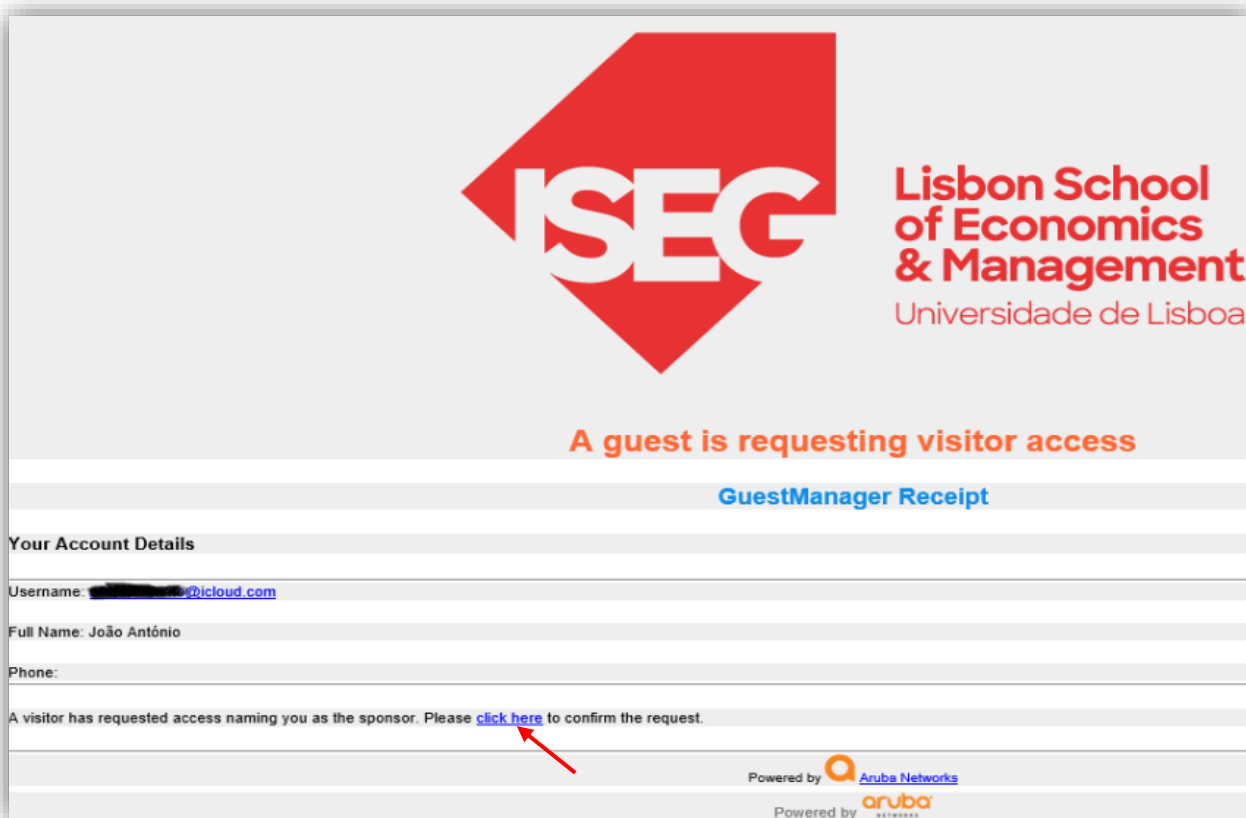 ISEG
Lisbon School
of Economics
& Management
Universidade de Lisboa
A guest is requesting visitor access
GuestManager Receipt
Your Account Details
Username: @icloud.com
Full Name: João António
Phone:
A visitor has requested access naming you as the sponsor. Please click here to confirm the request.
Powered by Aruba Networks
Powered by aruba
NETWORKS